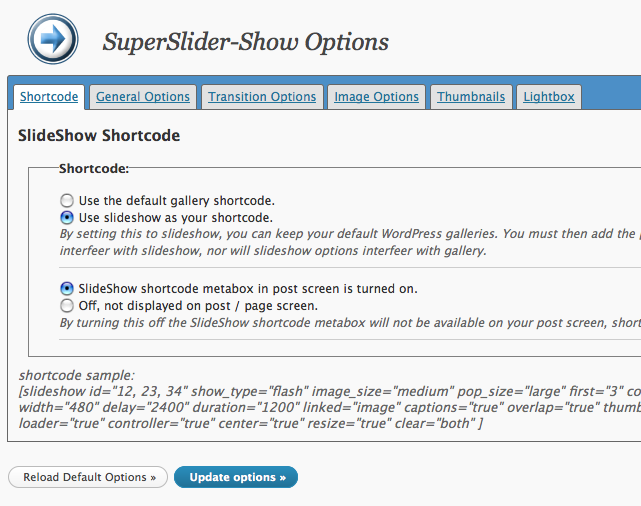 SuperSlider-Show Options
Shortcode General Options Transition Options Image Options Thumbnails Lightbox
SlideShow Shortcode
Shortcode:
Use the default gallery shortcode.
Use slideshow as your shortcode.
By setting this to slideshow, you can keep your default WordPress galleries. You must then add the
interfeer with slideshow, nor will slideshow options interfeer with gallery.
SlideShow shortcode metabox in post screen is turned on.
Off, not displayed on post / page screen.
By turning this off the SlideShow shortcode metabox will not be available on your post screen, short
shortcode sample:
[slideshow id="12, 23, 34" show_type="flash" image_size="medium" pop_size="large" first="3" co
width="480" delay="2400" duration="1200" linked="image" captions="true" overlap="true" thumb
loader="true" controller="true" center="true" resize="true" clear="both" ]
Reload Default Options » Update options »